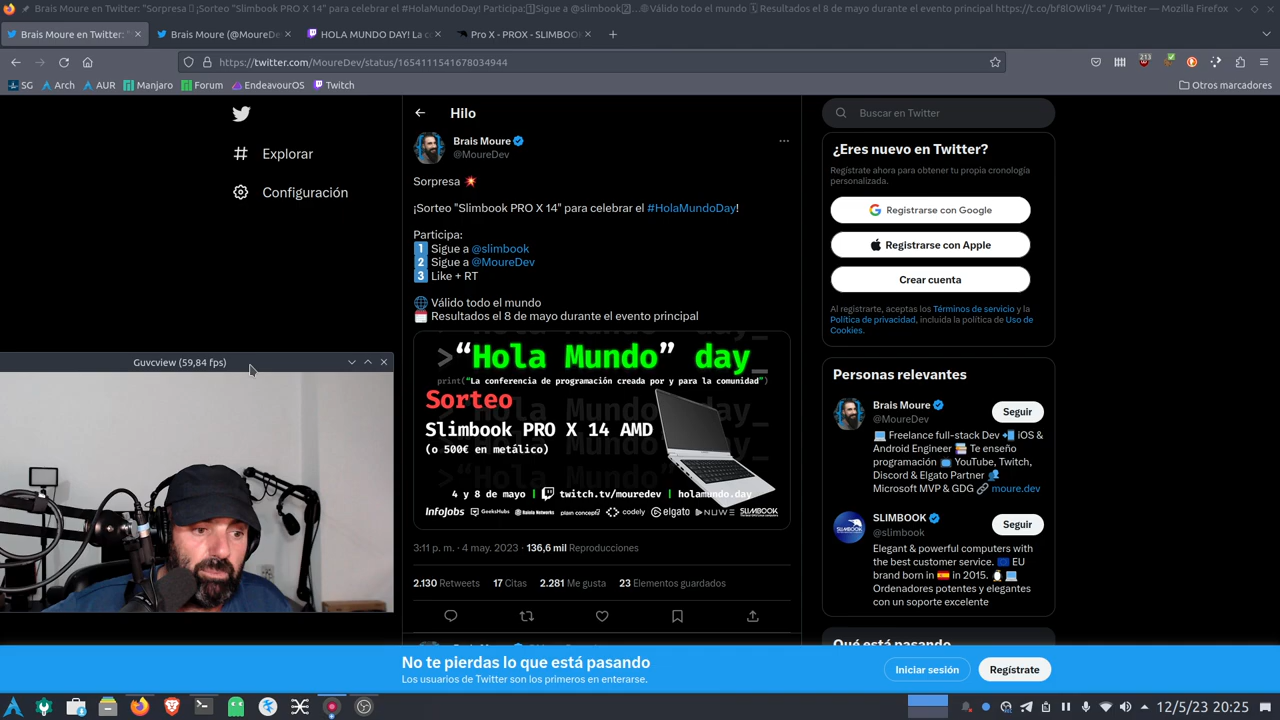 Brais Moure en Twitter: "Sorpresa ¡Sorteo "Slimbook PRO X 14" para celebrar el #HolaMundoDay! Participa:1Sigue a @slimbook2...Válido todo el mundo Resultados el 8 de mayo durante el evento principal https://t.co/bf8lOWli94" / Twitter — Mozilla Firefox
Brais Moure en Twitter: "
Brais Moure (@MoureDe
HOLA MUNDO DAY! La co
Pro X - PROX - SLIMBOO
https://twitter.com/MoureDev/status/1654111541678034944
213
SG
Arch
AUR
Manjaro
Forum
EndeavourOS
Twitch
Otros marcadores
Explorar
Configuración
Hilo
Brais Moure
@MoureDev
Sorpresa
¡Sorteo "Slimbook PRO X 14" para celebrar el #HolaMundoDay!
Participa:
1 Sigue a @slimbook
2 Sigue a @MoureDev
3 Like + RT
Válido todo el mundo
Resultados el 8 de mayo durante el evento principal
>“Hola Mundo” day_
print(“La conferencia de programación creada por y para la comunidad”)
Sorteo
Slimbook PRO X 14 AMD
(o 500€ en metálico)
4 y 8 de mayo | twitch.tv/mouredev | holamundo.day
InfoJobs GeeksHubs Raiola Networks plain concepts codely elgato NUWE SLIMBOOK
3:11 p. m. · 4 may. 2023 · 136,6 mil Reproducciones
2.130 Retweets 17 Citas 2.281 Me gusta 23 Elementos guardados
Buscar en Twitter
¿Eres nuevo en Twitter?
Regístrate ahora para obtener tu propia cronología
personalizada.
Registrarse con Google
Registrarse con Apple
Crear cuenta
Al registrarte, aceptas los Términos de servicio y la
Política de privacidad, incluida la política de Uso de
Cookies.
Personas relevantes
Brais Moure
@MoureDev
Seguir
Freelance full-stack Dev iOS &
Android Engineer Te enseño
programación YouTube, Twitch,
Discord & Elgato Partner
Microsoft MVP & GDG moure.dev
SLIMBOOK
@slimbook
Seguir
Elegant & powerful computers with
the best customer service. EU
brand born in in 2015.
Ordenadores potentes y elegantes
con un soporte excelente
Qué está pasando
Guvcview (59,84 fps)
No te pierdas lo que está pasando
Los usuarios de Twitter son los primeros en enterarse.
Iniciar sesión
Regístrate
12/5/23 20:25